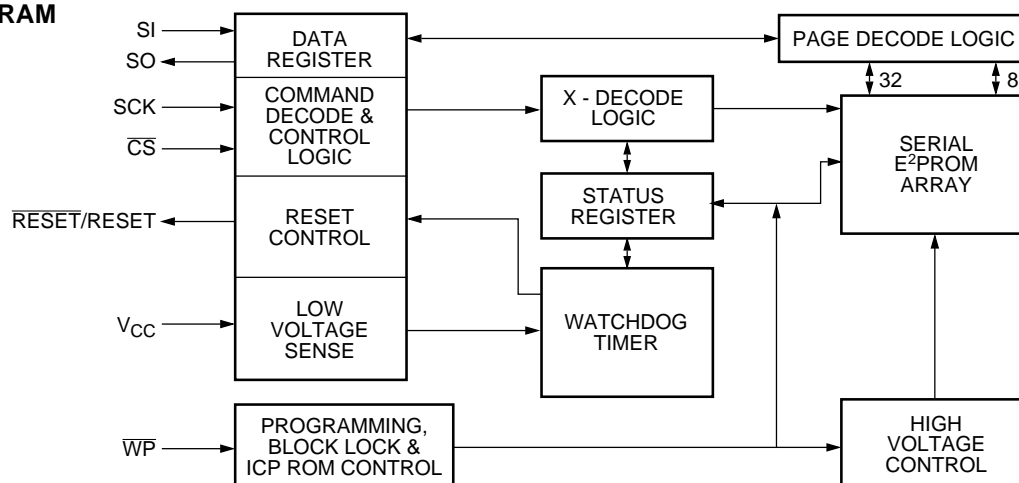 RAM
SI
SO
SCK
CS
RESET/RESET
VCC
WP
DATA
REGISTER
COMMAND
DECODE &
CONTROL
LOGIC
RESET
CONTROL
LOW
VOLTAGE
SENSE
PROGRAMMING,
BLOCK LOCK &
ICP ROM CONTROL
X - DECODE
LOGIC
STATUS
REGISTER
WATCHDOG
TIMER
PAGE DECODE LOGIC
32
8
SERIAL
E²PROM
ARRAY
HIGH
VOLTAGE
CONTROL